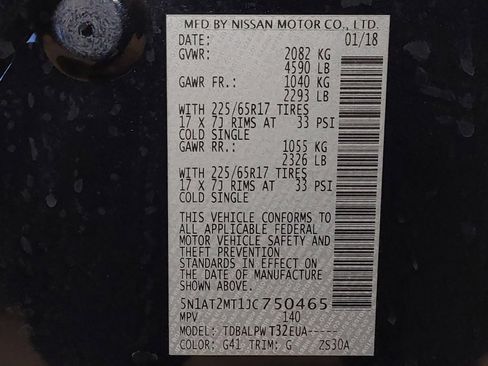 MFD BY NISSAN MOTOR CO., LTD.
DATE: 01/18
GVWR: 2082 KG
4590 LB
GAWR FR.: 1040 KG
2293 LB
WITH 225/65R17 TIRES
17 X 7J RIMS AT 33 PSI
COLD SINGLE
GAWR RR.: 1055 KG
2326 LB
WITH 225/65R17 TIRES
17 X 7J RIMS AT 33 PSI
COLD SINGLE
THIS VEHICLE CONFORMS TO
ALL APPLICABLE FEDERAL
MOTOR VEHICLE SAFETY AND
THEFT PREVENTION
STANDARDS IN EFFECT ON
THE DATE OF MANUFACTURE
SHOWN ABOVE.
5N1AT2MT1JC750465
MPV 140
MODEL: TDBALPW T32EUA-----
COLOR: G41 TRIM: G ZS30A